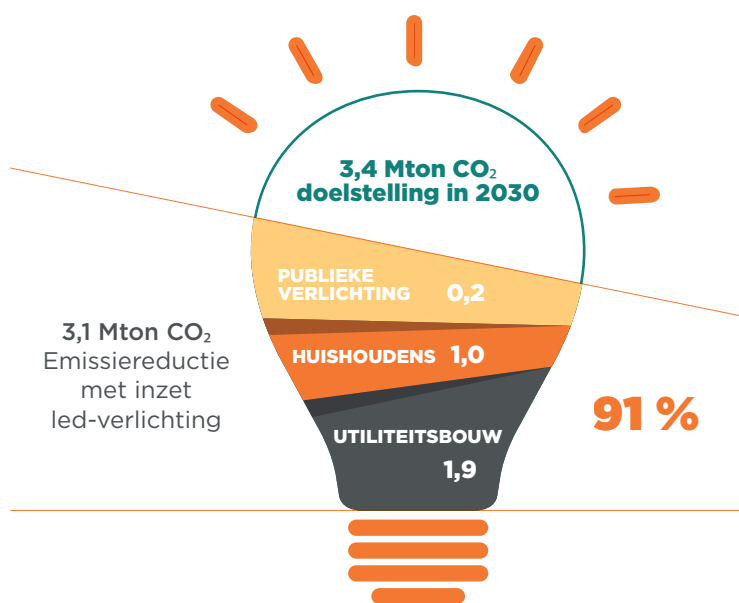 3,4 Mton CO₂
doelstelling in 2030
PUBLIEKE
VERLICHTING 0,2
3,1 Mton CO₂
Emissiereductie
met inzet
led-verlichting
HUISHOUDENS 1,0
91 %
UTILITEITSBOUW
1,9